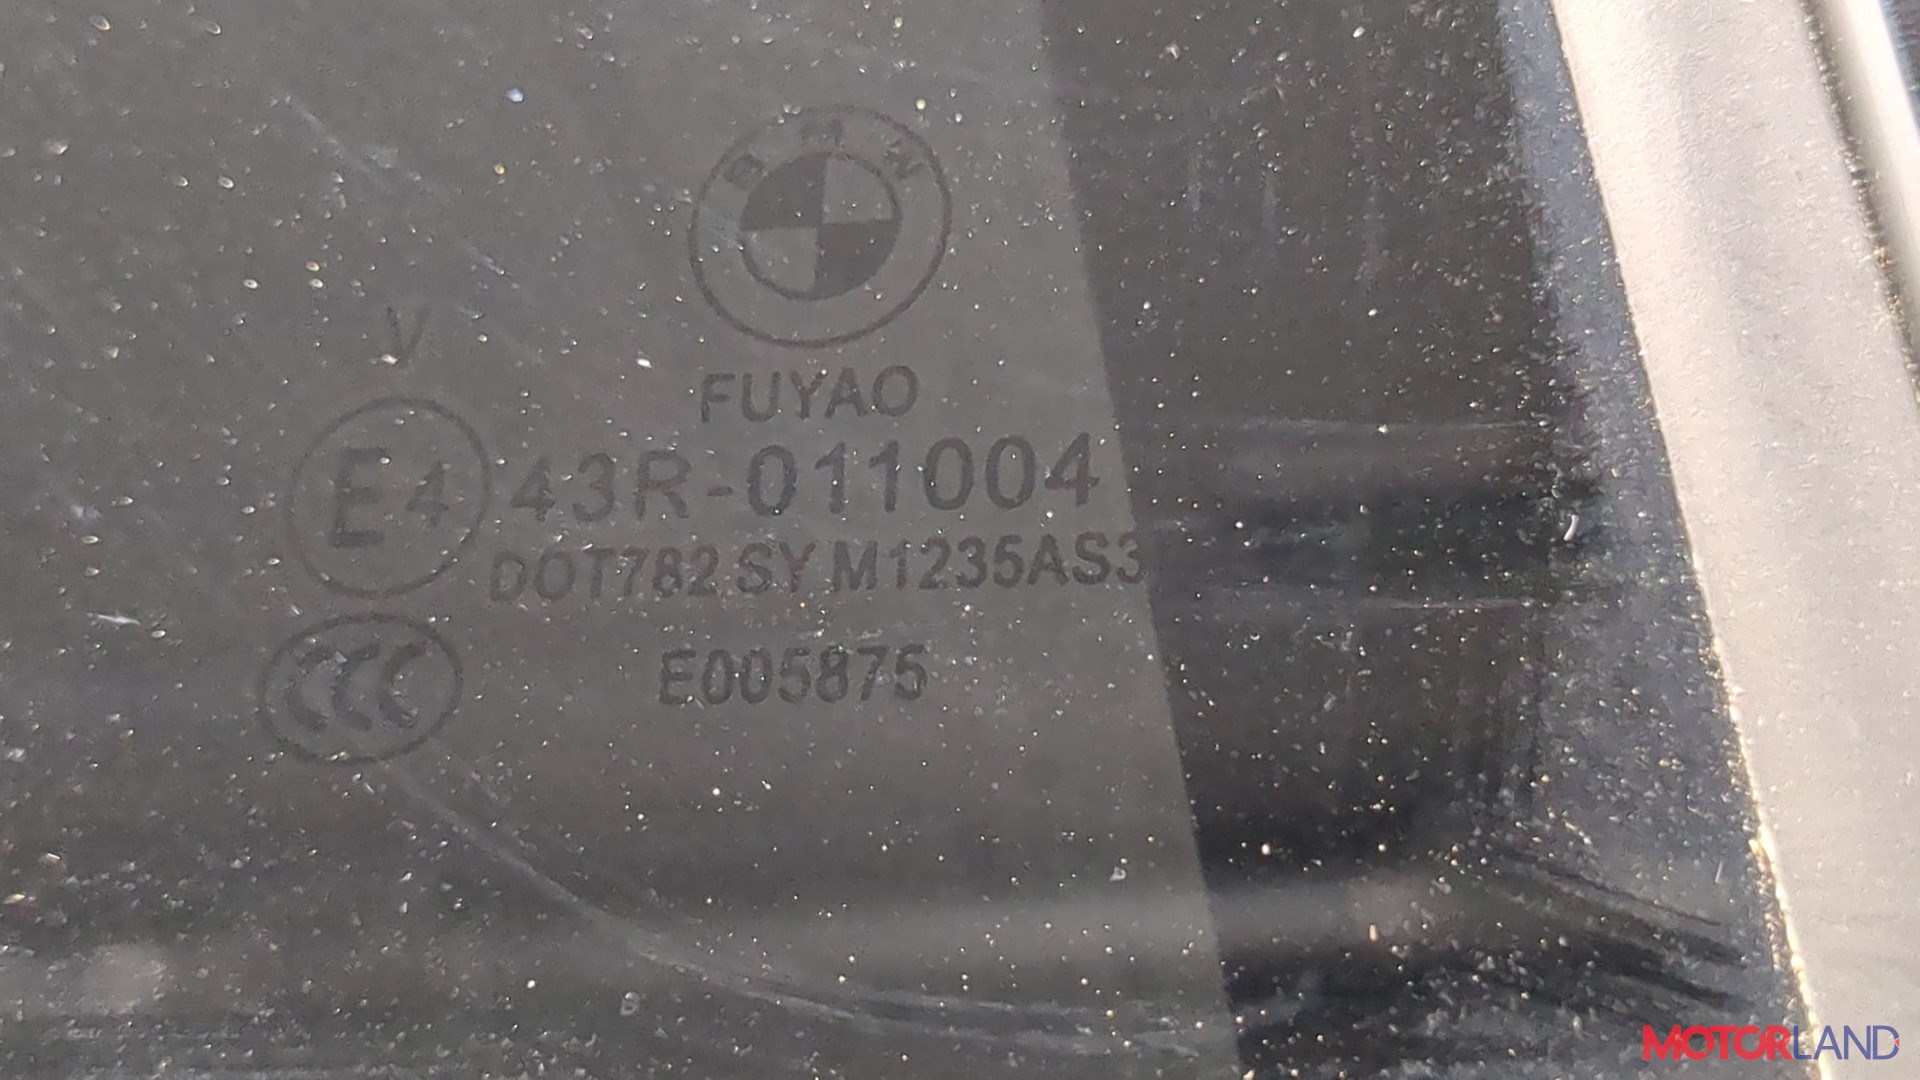 BMW
V
FUYAO
E4 43R-011004
DOT782 SY M1235AS3
CCC
E005875
MOTORLAND